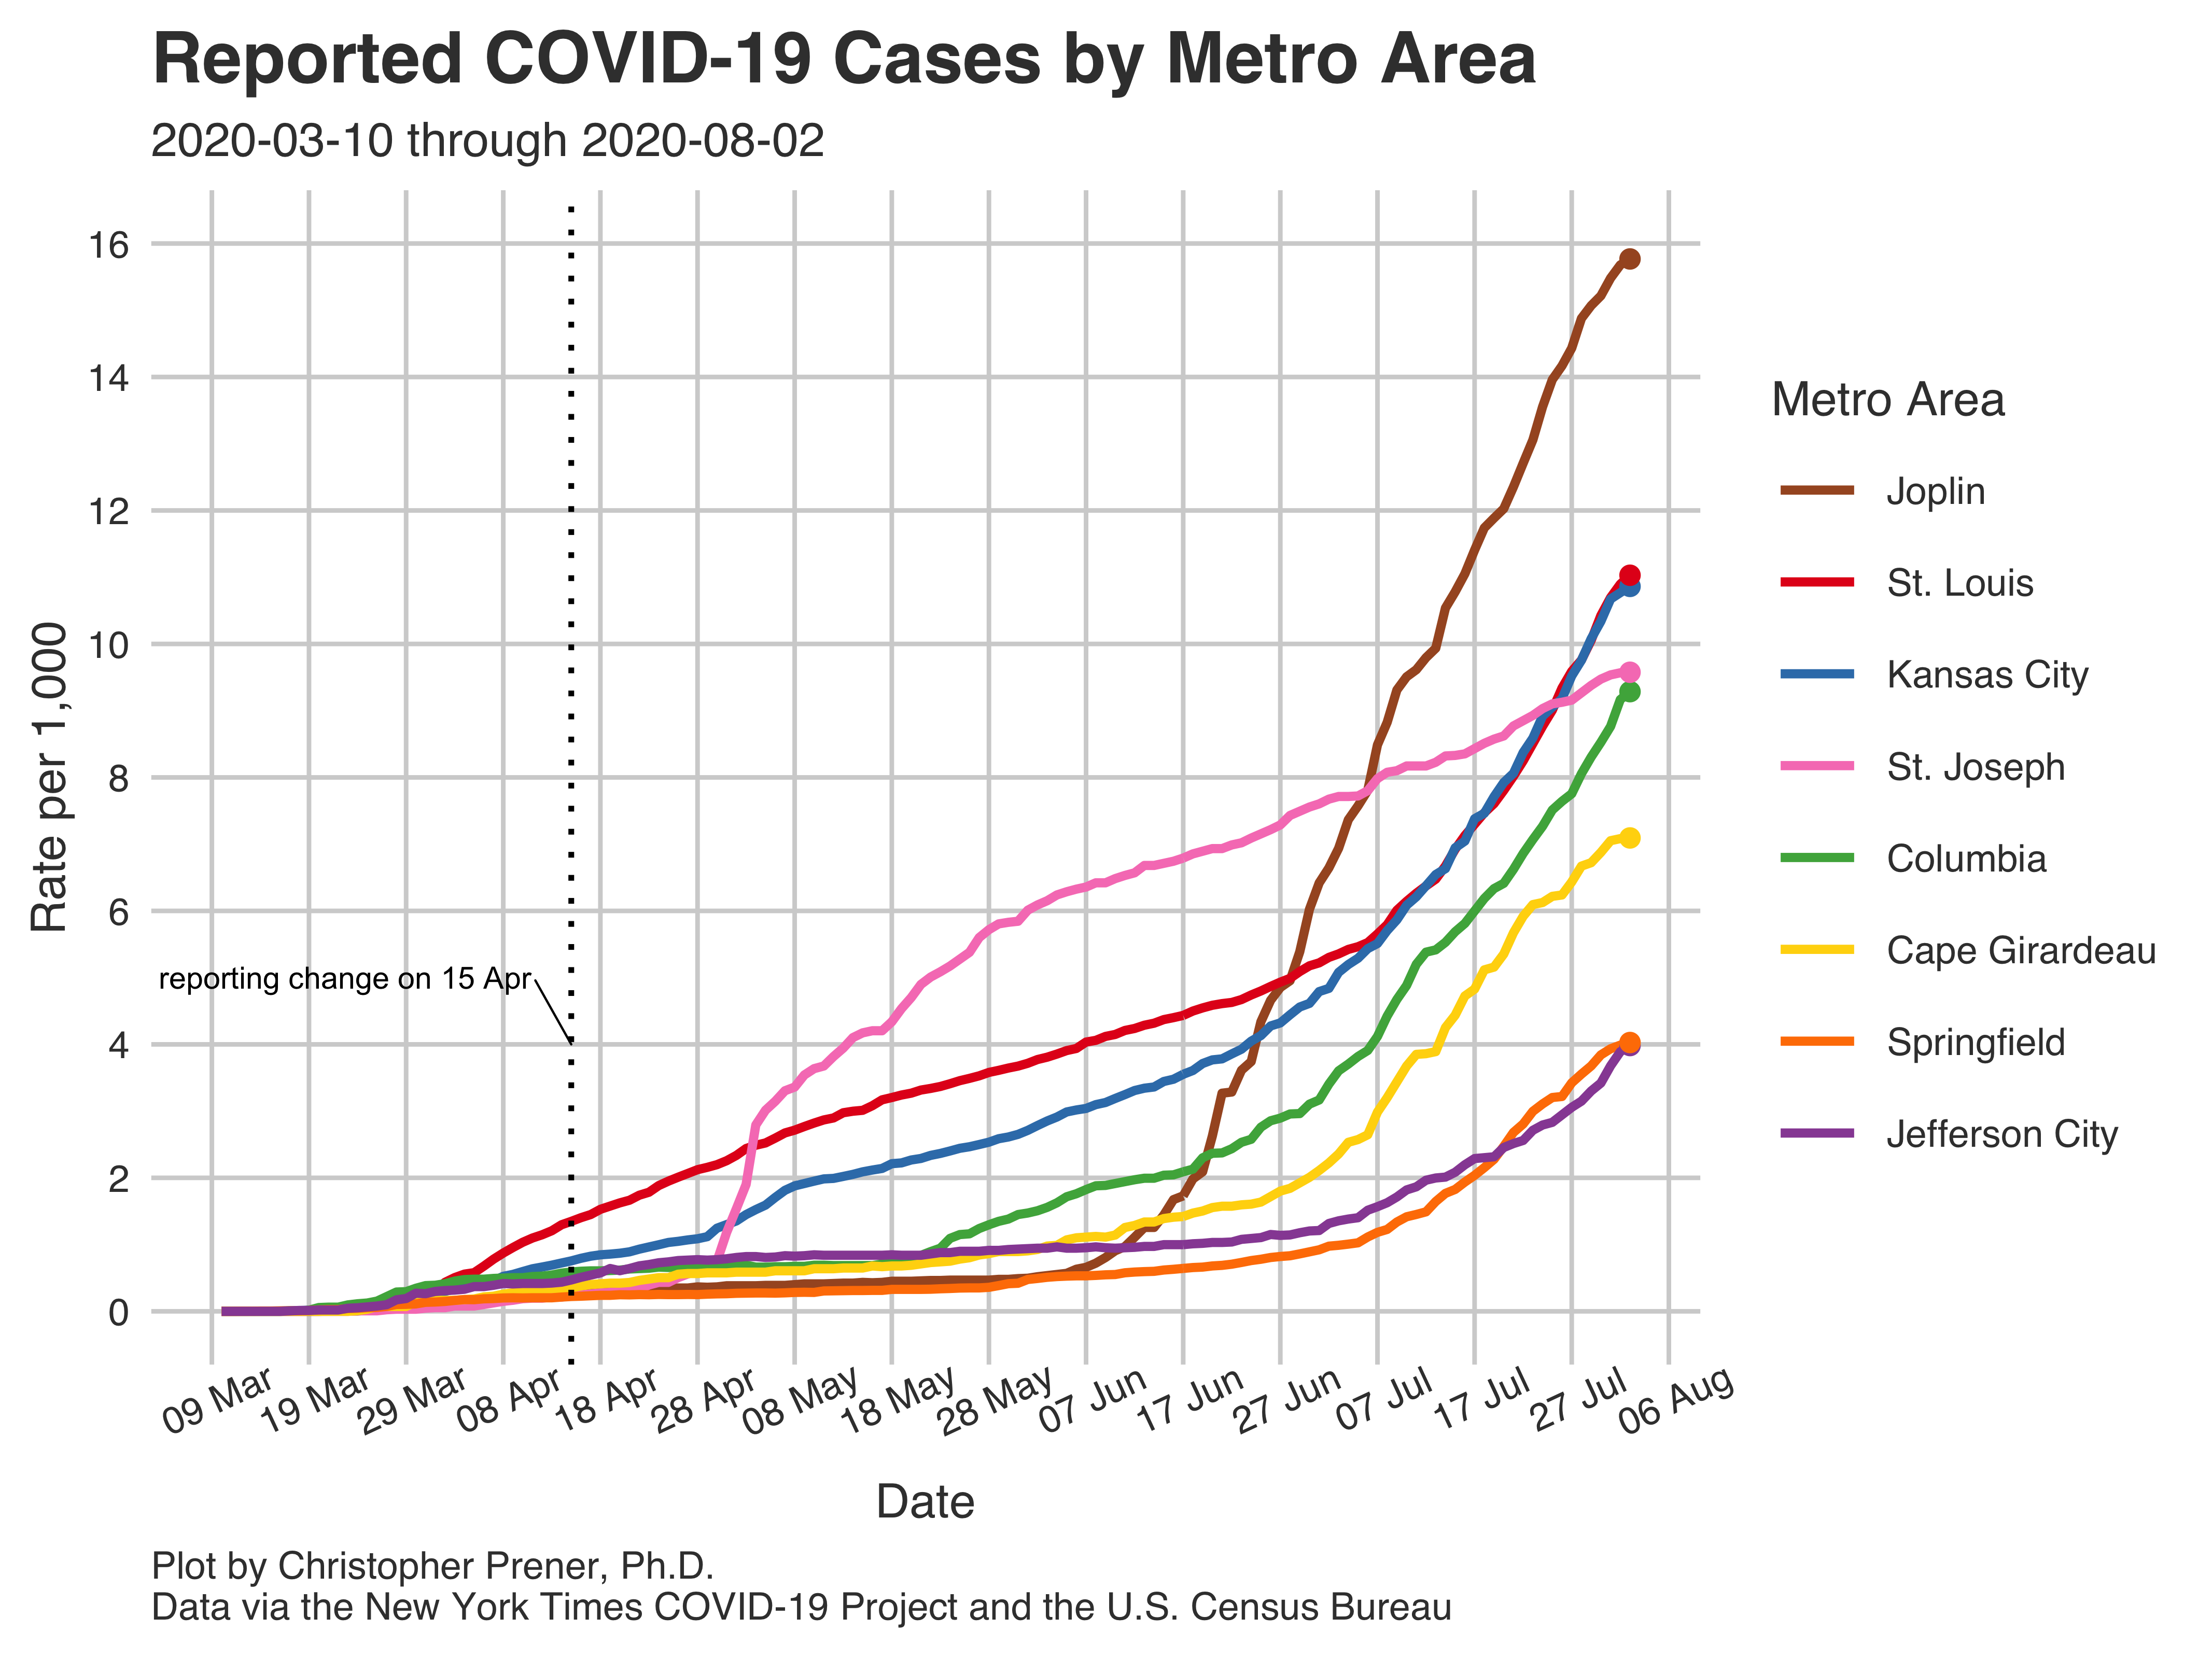 Reported COVID-19 Cases by Metro Area
2020-03-10 through 2020-08-02
Rate per 1,000
16
14
12
10
8
6
4
2
0
reporting change on 15 Apr
09 Mar
19 Mar
29 Mar
08 Apr
18 Apr
28 Apr
08 May
18 May
28 May
07 Jun
17 Jun
27 Jun
07 Jul
17 Jul
27 Jul
06 Aug
Date
Metro Area
Joplin
St. Louis
Kansas City
St. Joseph
Columbia
Cape Girardeau
Springfield
Jefferson City
Plot by Christopher Prener, Ph.D.
Data via the New York Times COVID-19 Project and the U.S. Census Bureau